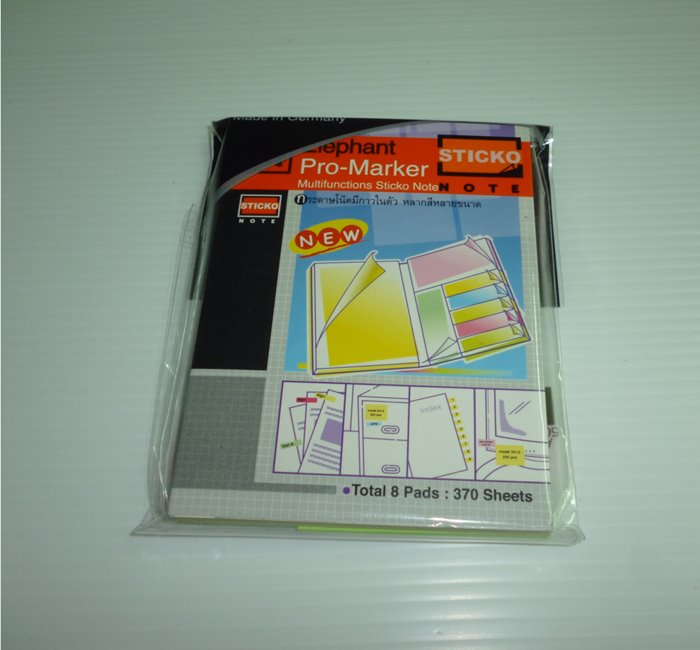 Made in Germany
Elephant
Pro-Marker
Multifunctions Sticko Note
STICKO
NOTE
STICKO
NOTE
กระดาษโน๊ตมีกาวในตัว หลากสีหลายขนาด
NEW
Index
•Total 8 Pads : 370 Sheets